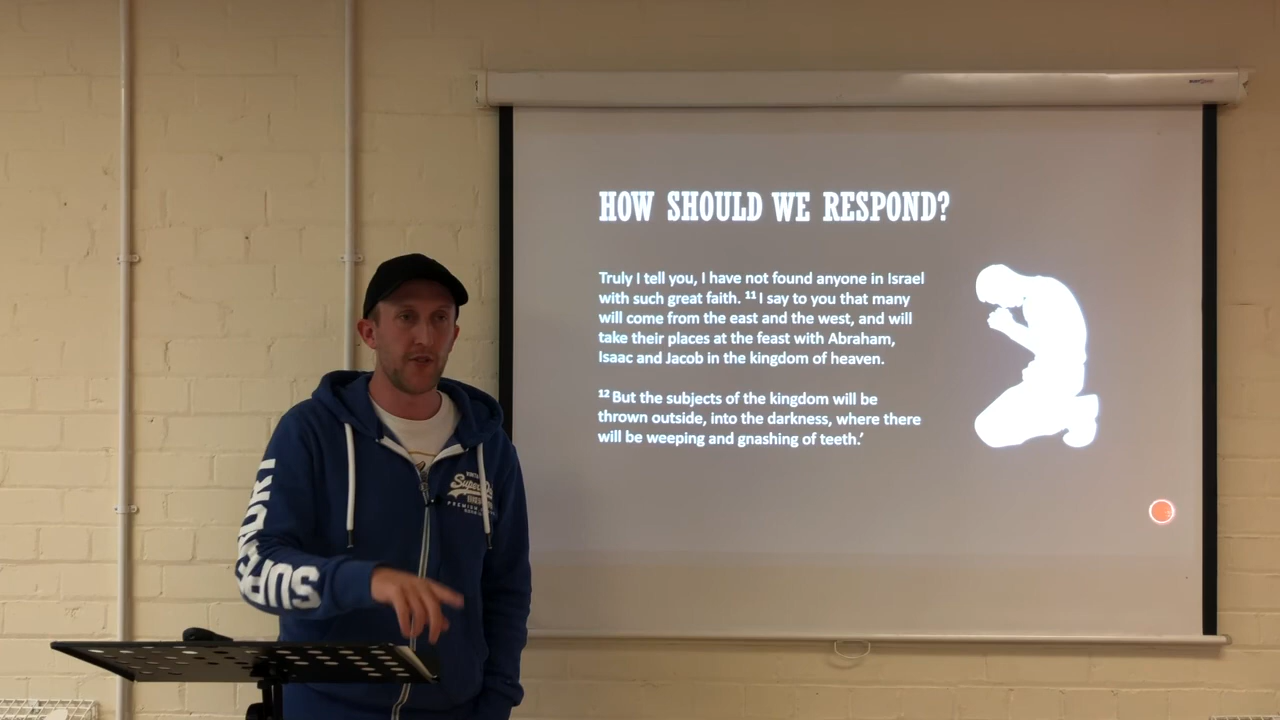 HOW SHOULD WE RESPOND?
Truly I tell you, I have not found anyone in Israel
with such great faith. 11 I say to you that many
will come from the east and the west, and will
take their places at the feast with Abraham,
Isaac and Jacob in the kingdom of heaven.
12 But the subjects of the kingdom will be
thrown outside, into the darkness, where there
will be weeping and gnashing of teeth.’